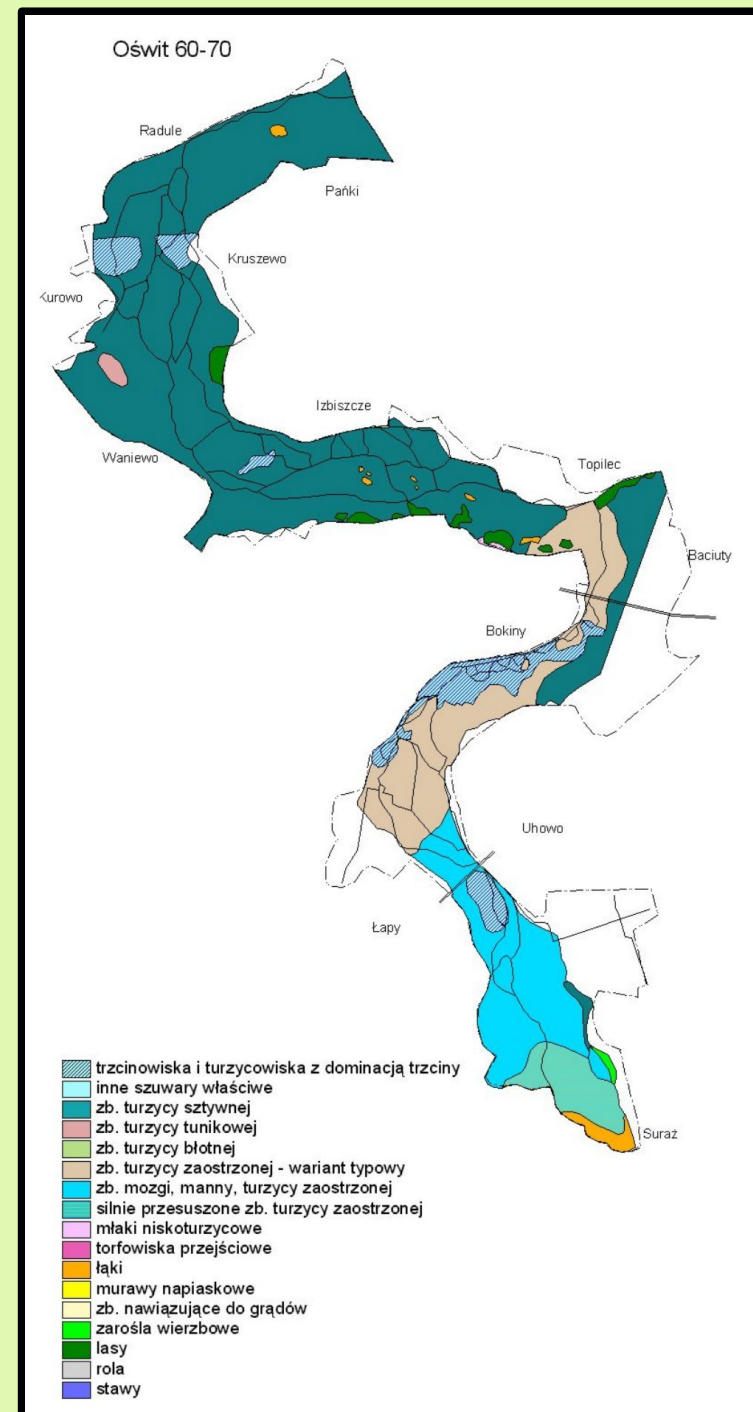 Oświt 60-70
Radule
Pańki
Kruszewo
Kurowo
Izbiszcze
Waniewo
Topilec
Baciuty
Bokiny
Uhowo
Łapy
Suraż
trzcinowiska i turzycowiska z dominacją trzciny
inne szuwary właściwe
zb. turzycy sztywnej
zb. turzycy tunikowej
zb. turzycy błotnej
zb. turzycy zaostrzonej - wariant typowy
zb. mozgi, manny, turzycy zaostrzonej
silnie przesuszone zb. turzycy zaostrzonej
młaki niskoturzycowe
torfowiska przejściowe
łąki
murawy napiaskowe
zb. nawiązujące do grądów
zarośla wierzbowe
lasy
rola
stawy